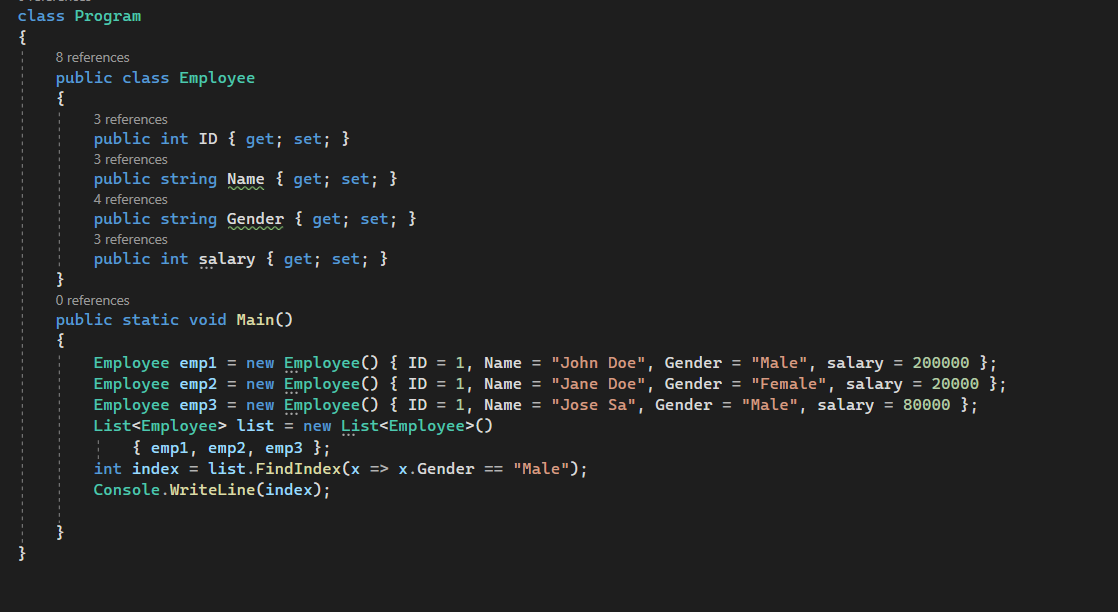 class Program
{
8 references
public class Employee
{
3 references
public int ID { get; set; }
3 references
public string Name { get; set; }
4 references
public string Gender { get; set; }
3 references
public int salary { get; set; }
}
0 references
public static void Main()
{
Employee emp1 = new Employee() { ID = 1, Name = "John Doe", Gender = "Male", salary = 200000 };
Employee emp2 = new Employee() { ID = 1, Name = "Jane Doe", Gender = "Female", salary = 20000 };
Employee emp3 = new Employee() { ID = 1, Name = "Jose Sa", Gender = "Male", salary = 80000 };
List<Employee> list = new List<Employee>()
{ emp1, emp2, emp3 };
int index = list.FindIndex(x => x.Gender == "Male");
Console.WriteLine(index);
}
}